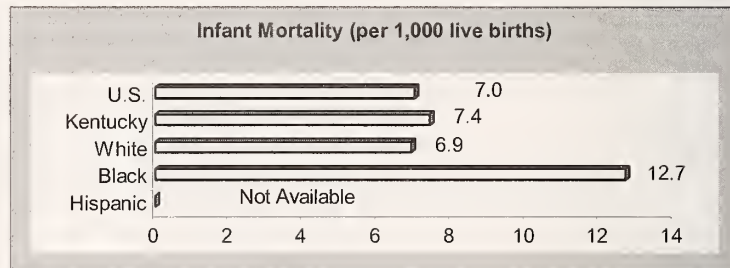 Infant Mortality (per 1,000 live births)
U.S. 7.0
Kentucky 7.4
White 6.9
Black 12.7
Hispanic Not Available
0 2 4 6 8 10 12 14